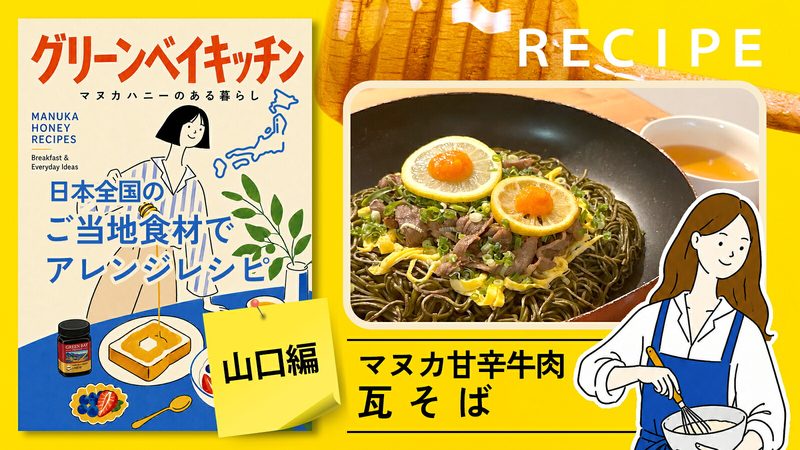 グリーンベイキッチン
マヌカハニーのある暮らし
MANUKA
HONEY
RECIPES
Breakfast &
Everyday Ideas
日本全国の
ご当地食材で
アレンジレシピ
GREEN BAY
山口編
RECIPE
マヌカ甘辛牛肉
瓦そば